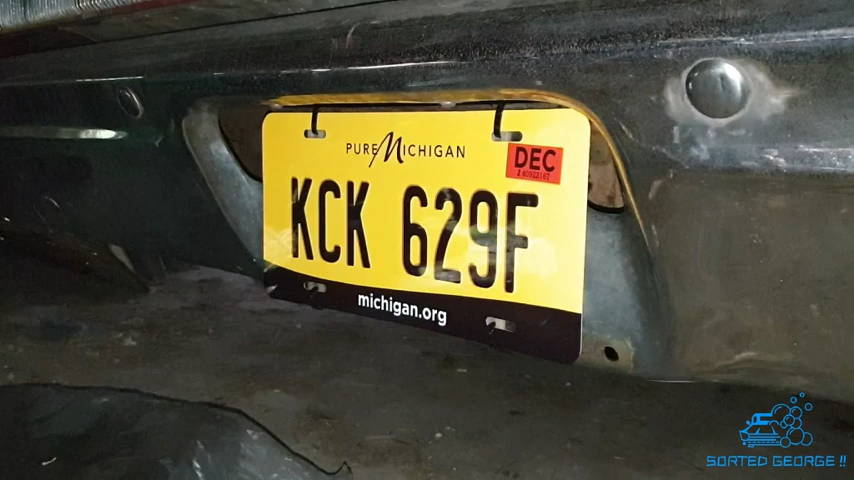 PURE MICHIGAN
DEC
KCK 629F
michigan.org
SORTED GEORGE !!